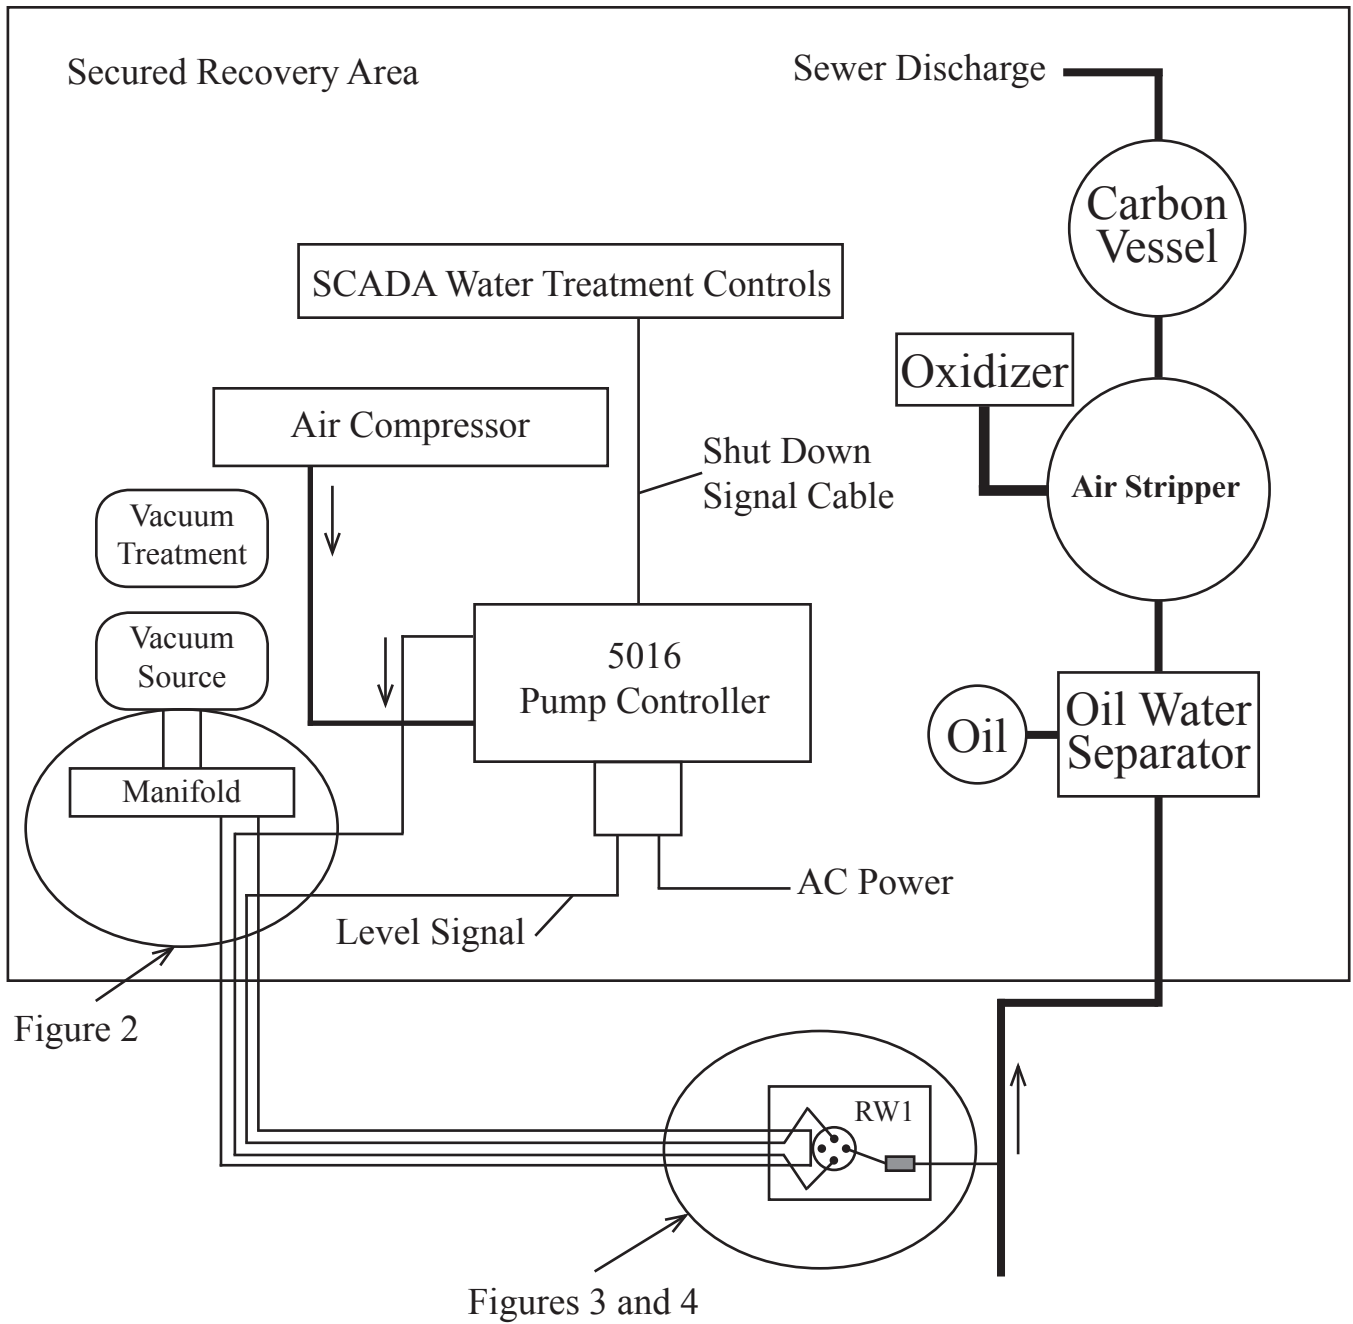 Secured Recovery Area
Sewer Discharge
Carbon
Vessel
SCADA Water Treatment Controls
Oxidizer
Air Compressor
Shut Down
Signal Cable
Air Stripper
Vacuum
Treatment
Vacuum
Source
5016
Pump Controller
Oil
Oil Water
Separator
Manifold
AC Power
Level Signal
Figure 2
RW1
Figures 3 and 4